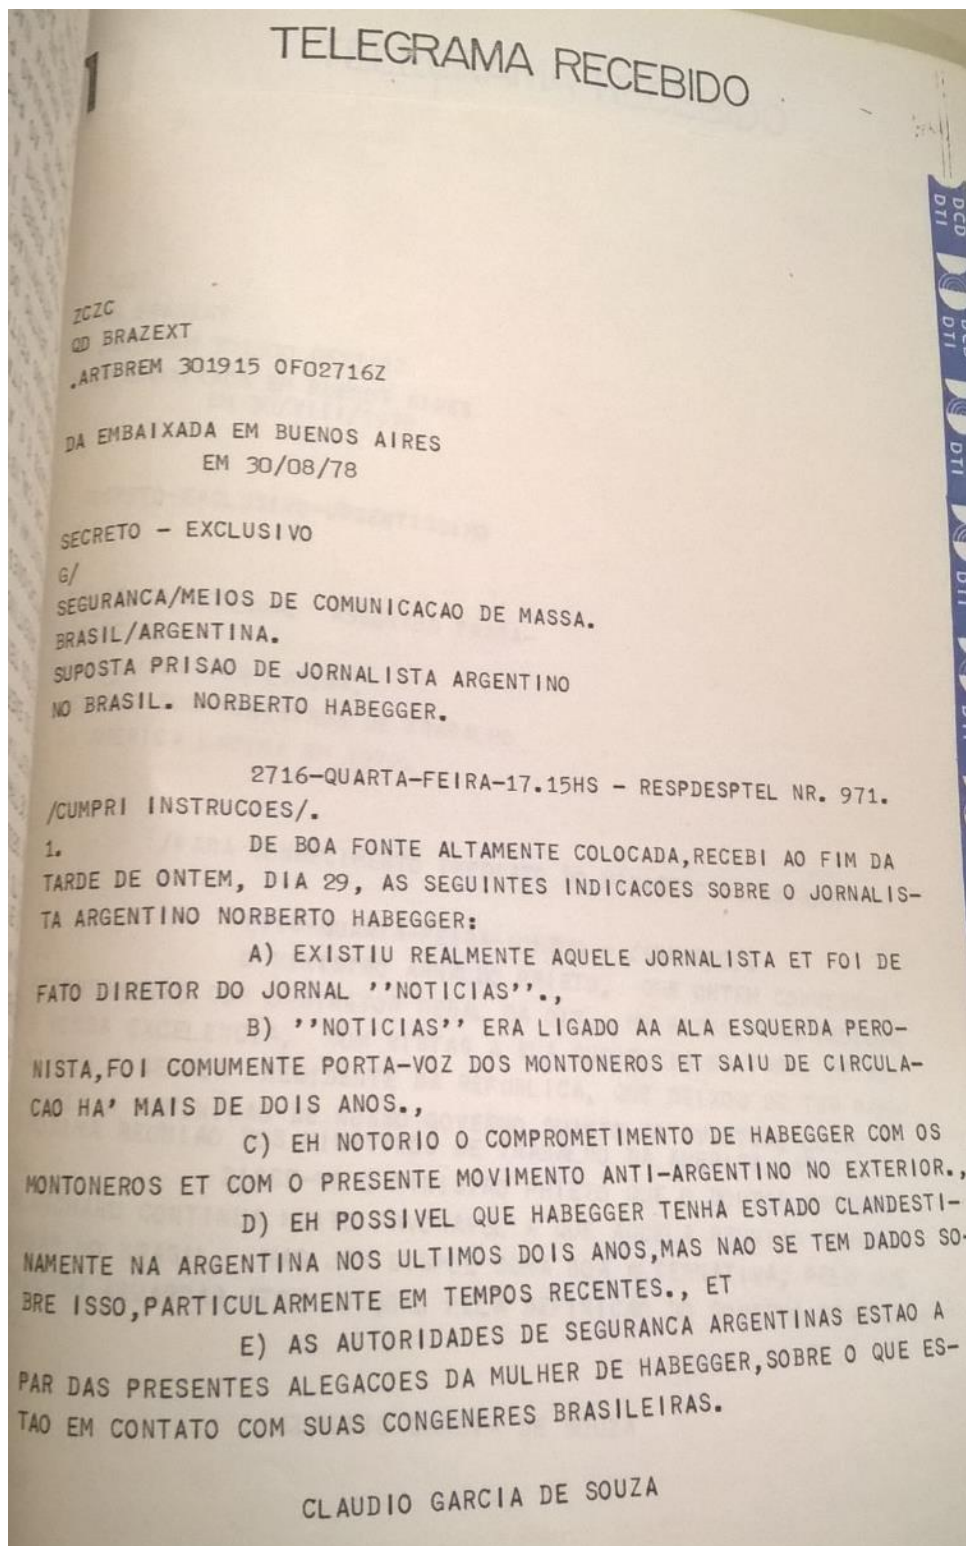 TELEGRAMA RECEBIDO
1
ZCZC
QD BRAZEXT
.ARTBREM 301915 OF02716Z
DA EMBAIXADA EM BUENOS AIRES
EM 30/08/78
SECRETO - EXCLUSIVO
G/
SEGURANCA/MEIOS DE COMUNICACAO DE MASSA.
BRASIL/ARGENTINA.
SUPOSTA PRISAO DE JORNALISTA ARGENTINO
NO BRASIL. NORBERTO HABEGGER.
2716-QUARTA-FEIRA-17.15HS - RESPDESPTEL NR. 971.
/CUMPRI INSTRUCOES/.
1. DE BOA FONTE ALTAMENTE COLOCADA,RECEBI AO FIM DA
TARDE DE ONTEM, DIA 29, AS SEGUINTES INDICACOES SOBRE O JORNALIS-
TA ARGENTINO NORBERTO HABEGGER:
A) EXISTIU REALMENTE AQUELE JORNALISTA ET FOI DE
FATO DIRETOR DO JORNAL ''NOTICIAS''.,
B) ''NOTICIAS'' ERA LIGADO AA ALA ESQUERDA PERO-
NISTA,FOI COMUMENTE PORTA-VOZ DOS MONTONEROS ET SAIU DE CIRCULA-
CAO HA' MAIS DE DOIS ANOS.,
C) EH NOTORIO O COMPROMETIMENTO DE HABEGGER COM OS
MONTONEROS ET COM O PRESENTE MOVIMENTO ANTI-ARGENTINO NO EXTERIOR.,
D) EH POSSIVEL QUE HABEGGER TENHA ESTADO CLANDESTI-
NAMENTE NA ARGENTINA NOS ULTIMOS DOIS ANOS,MAS NAO SE TEM DADOS SO-
BRE ISSO,PARTICULARMENTE EM TEMPOS RECENTES., ET
E) AS AUTORIDADES DE SEGURANCA ARGENTINAS ESTAO A
PAR DAS PRESENTES ALEGACOES DA MULHER DE HABEGGER,SOBRE O QUE ES-
TAO EM CONTATO COM SUAS CONGENERES BRASILEIRAS.
CLAUDIO GARCIA DE SOUZA
DCD
DTI
DCD
DTI
DTI
DTI